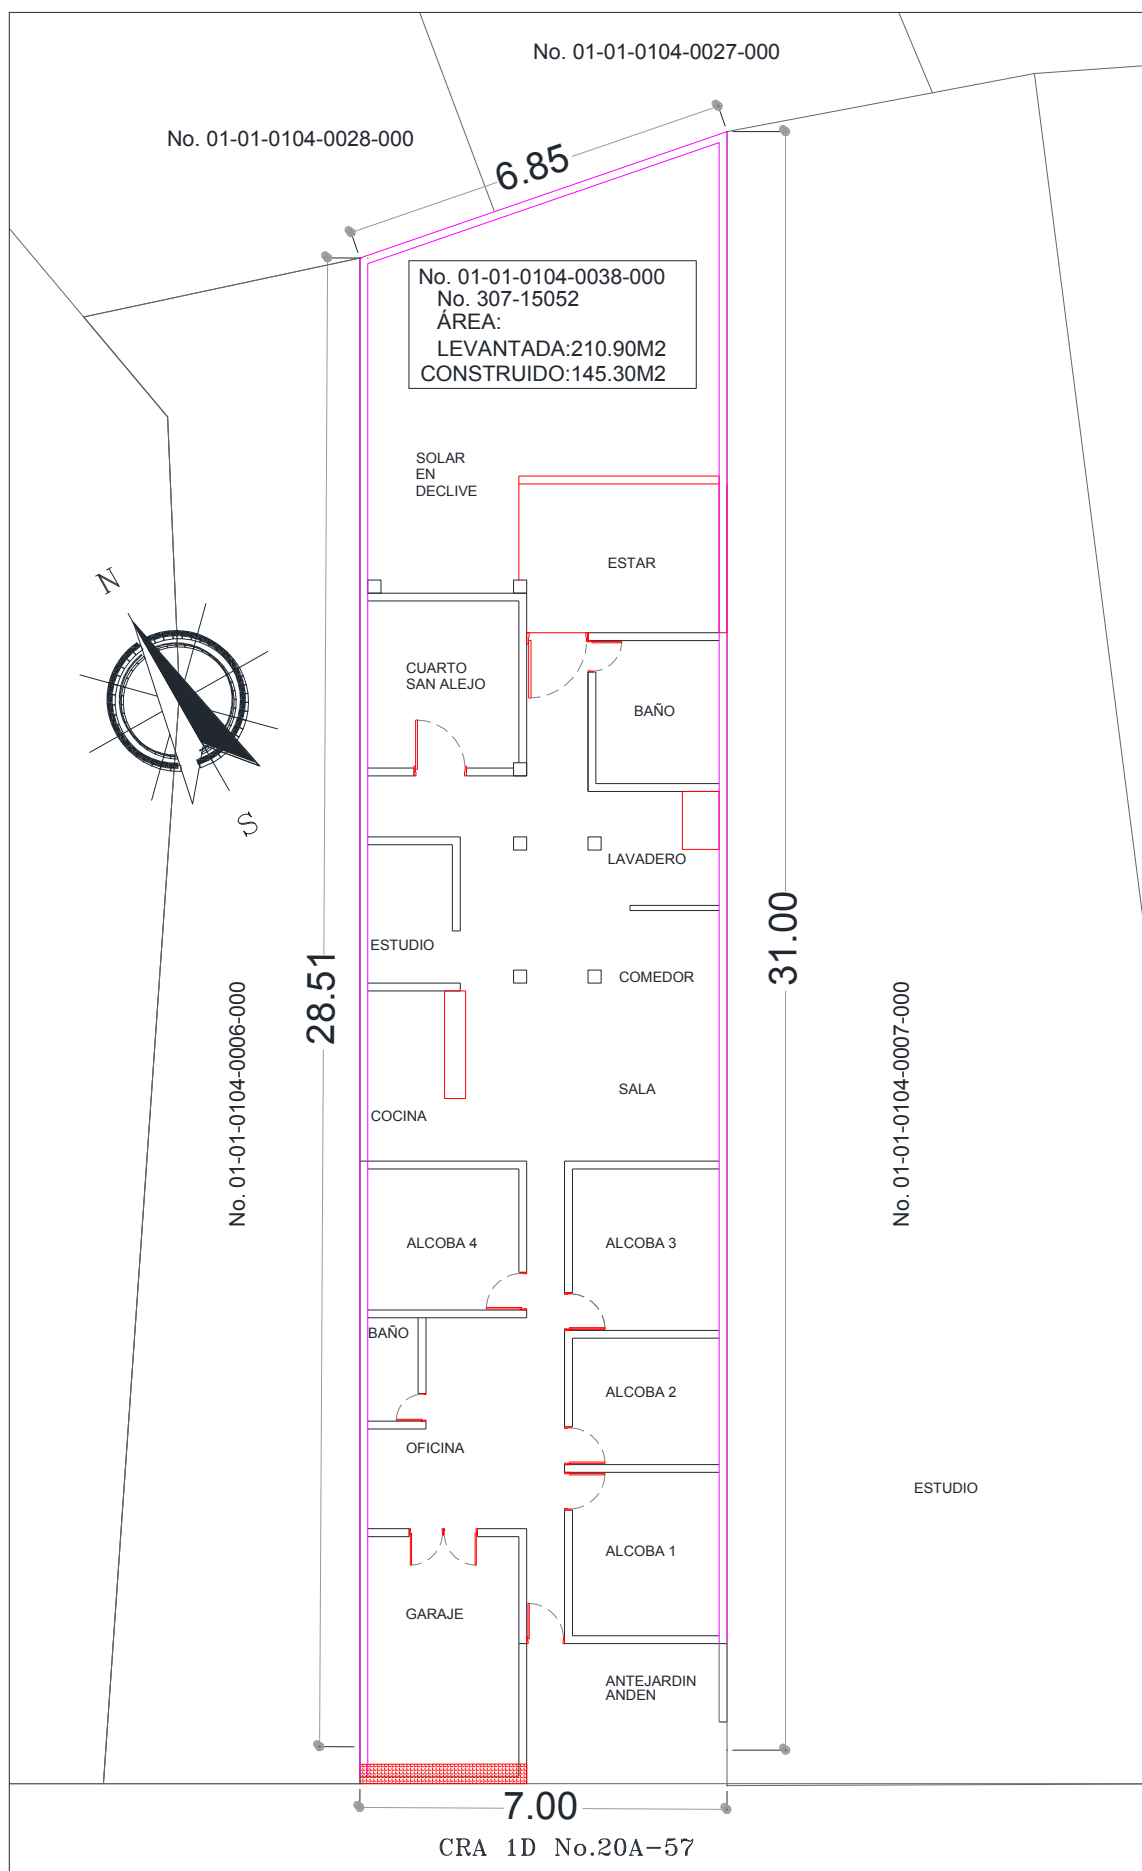 No. 01-01-0104-0027-000
No. 01-01-0104-0028-000
6.85
No. 01-01-0104-0038-000
No. 307-15052
ÁREA:
LEVANTADA:210.90M2
CONSTRUIDO:145.30M2
SOLAR
EN
DECLIVE
ESTAR
N
CUARTO
SAN ALEJO
BAÑO
S
LAVADERO
ESTUDIO
COMEDOR
28.51
31.00
No. 01-01-0104-0006-000
No. 01-01-0104-0007-000
SALA
COCINA
ALCOBA 4
ALCOBA 3
BAÑO
ALCOBA 2
OFICINA
ESTUDIO
ALCOBA 1
GARAJE
ANTEJARDIN
ANDEN
7.00
CRA 1D No.20A-57